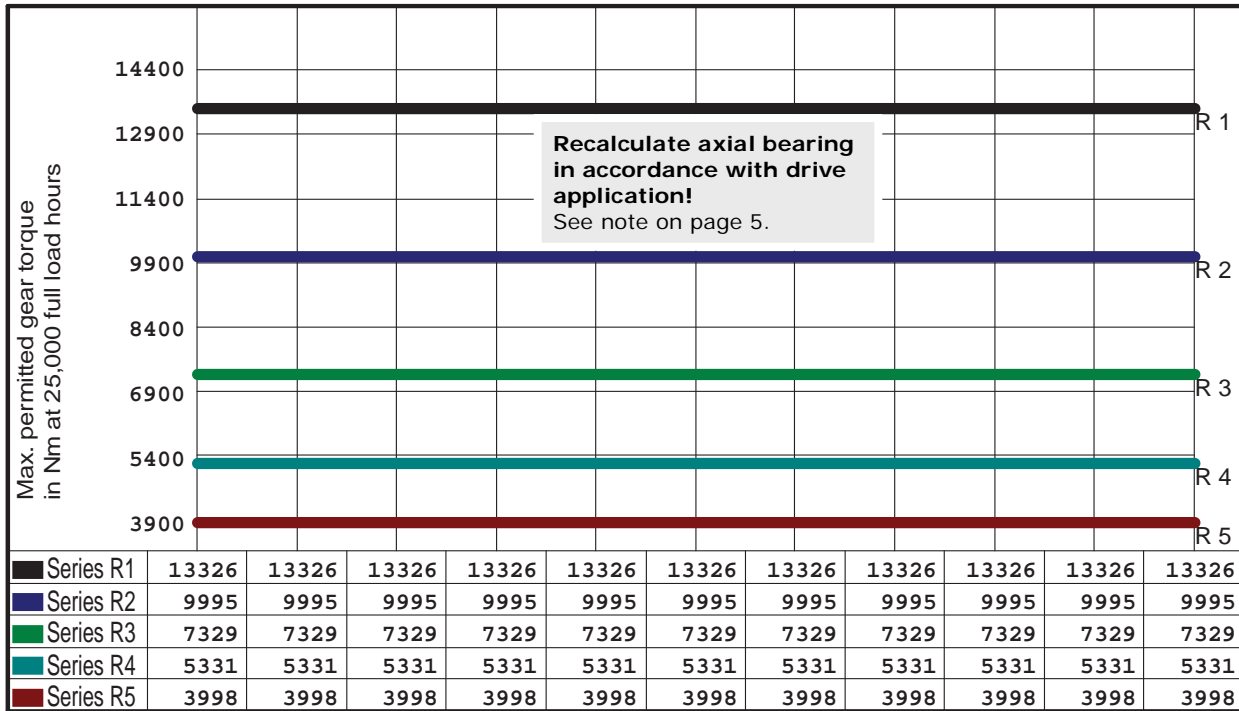 Max. permitted gear torque
in Nm at 25,000 full load hours
14400
12900
11400
9900
8400
6900
5400
3900
Recalculate axial bearing
in accordance with drive
application!
See note on page 5.
R 1
R 2
R 3
R 4
R 5
Series R1 13326 13326 13326 13326 13326 13326 13326 13326 13326 13326 13326
Series R2 9995 9995 9995 9995 9995 9995 9995 9995 9995 9995 9995
Series R3 7329 7329 7329 7329 7329 7329 7329 7329 7329 7329 7329
Series R4 5331 5331 5331 5331 5331 5331 5331 5331 5331 5331 5331
Series R5 3998 3998 3998 3998 3998 3998 3998 3998 3998 3998 3998